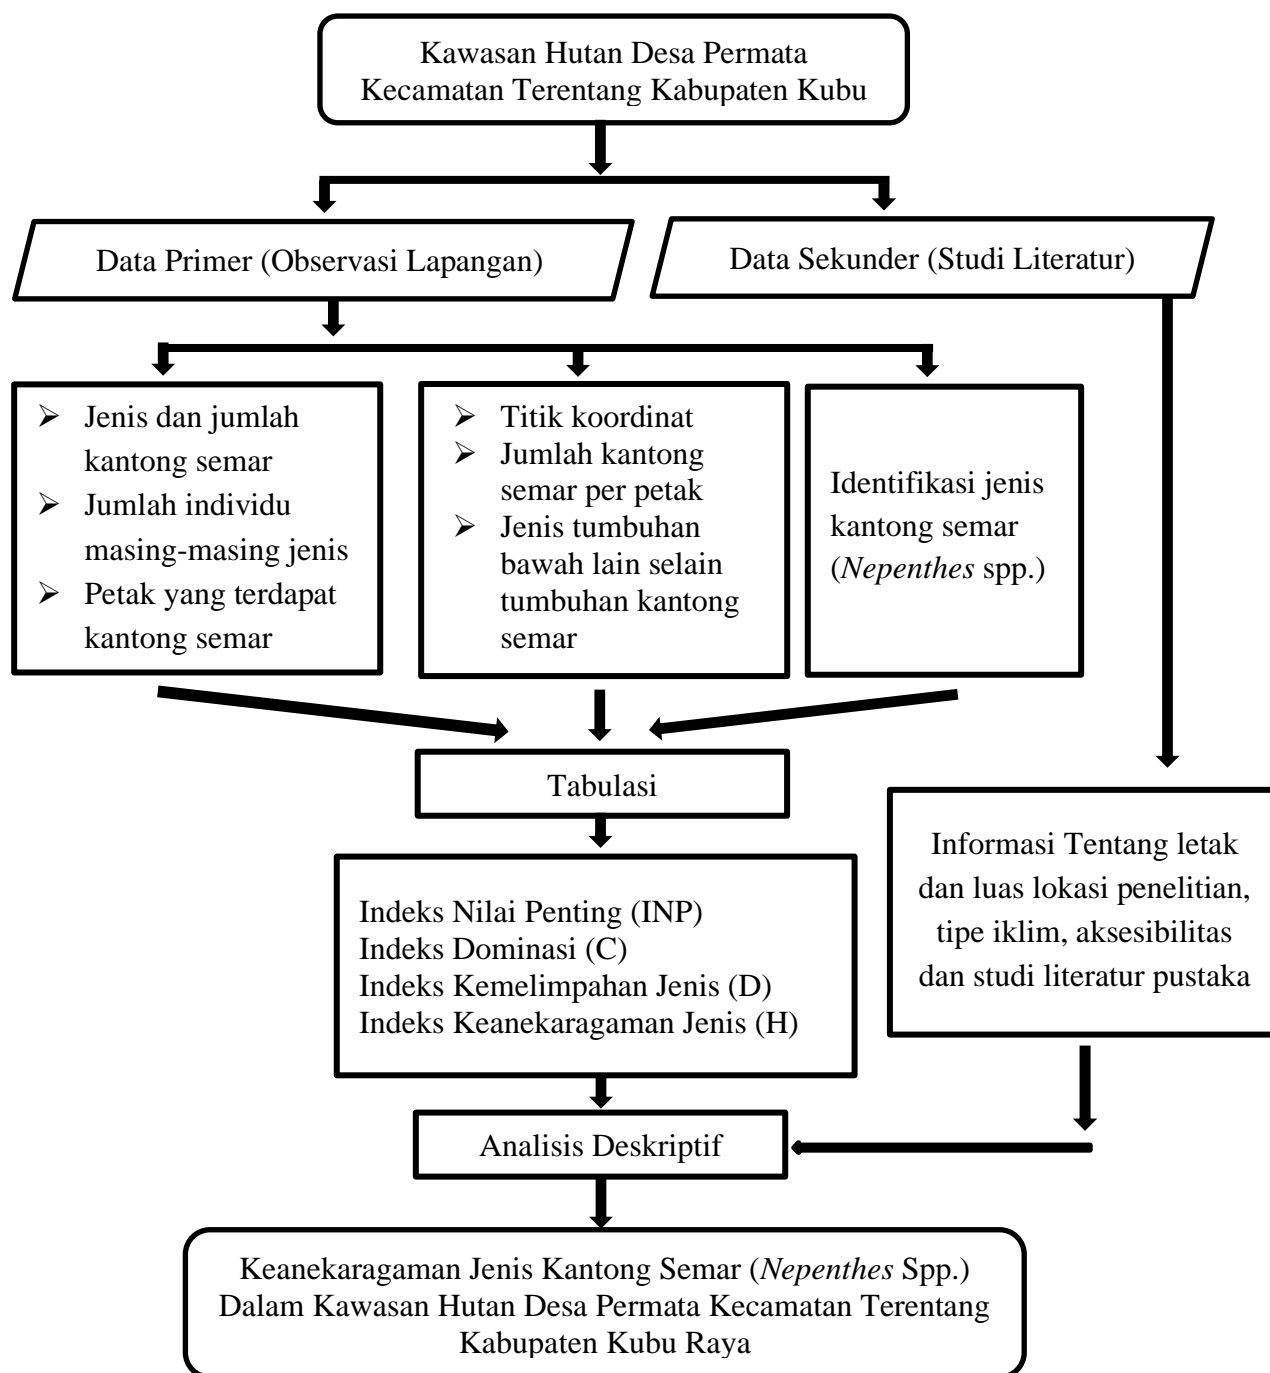 Kawasan Hutan Desa Permata
Kecamatan Terentang Kabupaten Kubu
Data Primer (Observasi Lapangan)
Data Sekunder (Studi Literatur)
➢ Jenis dan jumlah
kantong semar
➢ Jumlah individu
masing-masing jenis
➢ Petak yang terdapat
kantong semar
➢ Titik koordinat
➢ Jumlah kantong
semar per petak
➢ Jenis tumbuhan
bawah lain selain
tumbuhan kantong
semar
Identifikasi jenis
kantong semar
(Nepenthes spp.)
Tabulasi
Indeks Nilai Penting (INP)
Indeks Dominasi (C)
Indeks Kemelimpahan Jenis (D)
Indeks Keanekaragaman Jenis (H)
Informasi Tentang letak
dan luas lokasi penelitian,
tipe iklim, aksesibilitas
dan studi literatur pustaka
Analisis Deskriptif
Keanekaragaman Jenis Kantong Semar (Nepenthes Spp.)
Dalam Kawasan Hutan Desa Permata Kecamatan Terentang
Kabupaten Kubu Raya